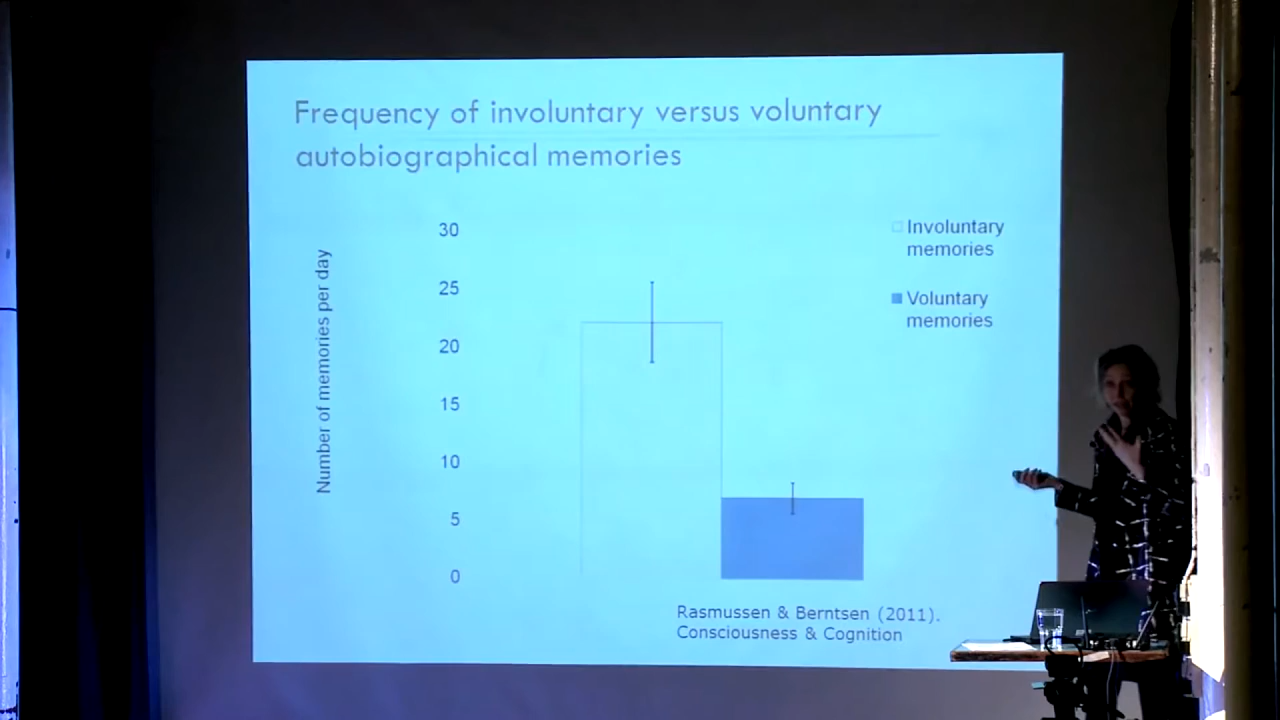 Frequency of involuntary versus voluntary
autobiographical memories
Number of memories per day
30
25
20
15
10
5
0
Involuntary
memories
Voluntary
memories
Rasmussen & Berntsen (2011).
Consciousness & Cognition